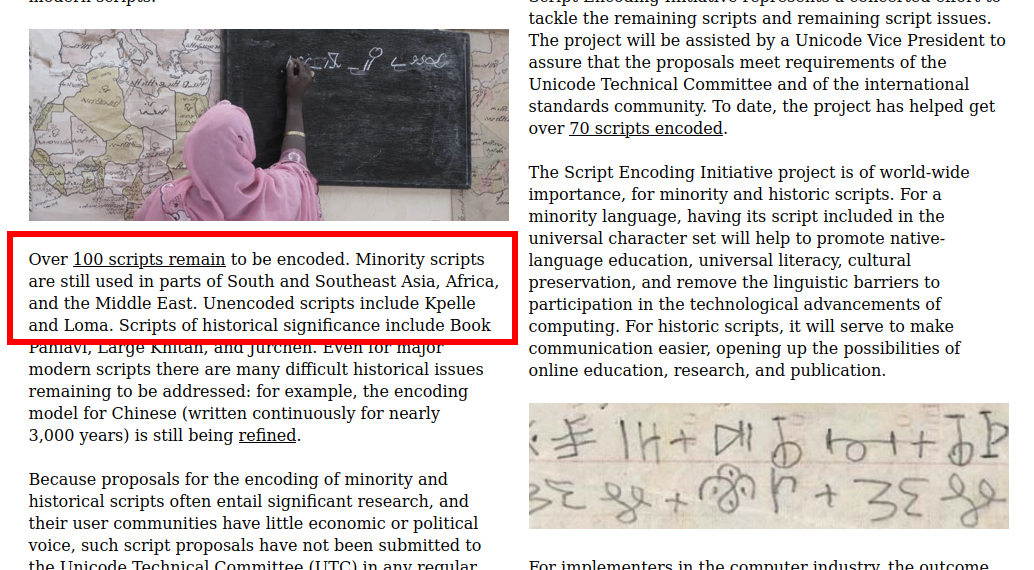 modern scripts.
Over 100 scripts remain to be encoded. Minority scripts
are still used in parts of South and Southeast Asia, Africa,
and the Middle East. Unencoded scripts include Kpelle
and Loma. Scripts of historical significance include Book
Pahlavi, Large Khitan, and Jurchen. Even for major
modern scripts there are many difficult historical issues
remaining to be addressed: for example, the encoding
model for Chinese (written continuously for nearly
3,000 years) is still being refined.
Because proposals for the encoding of minority and
historical scripts often entail significant research, and
their user communities have little economic or political
voice, such script proposals have not been submitted to
the Unicode Technical Committee (UTC) in any regular
Script Encoding Initiative represents a concerted effort to
tackle the remaining scripts and remaining script issues.
The project will be assisted by a Unicode Vice President to
assure that the proposals meet requirements of the
Unicode Technical Committee and of the international
standards community. To date, the project has helped get
over 70 scripts encoded.
The Script Encoding Initiative project is of world-wide
importance, for minority and historic scripts. For a
minority language, having its script included in the
universal character set will help to promote native-
language education, universal literacy, cultural
preservation, and remove the linguistic barriers to
participation in the technological advancements of
computing. For historic scripts, it will serve to make
communication easier, opening up the possibilities of
online education, research, and publication.
For implementers in the computer industry, the outcome